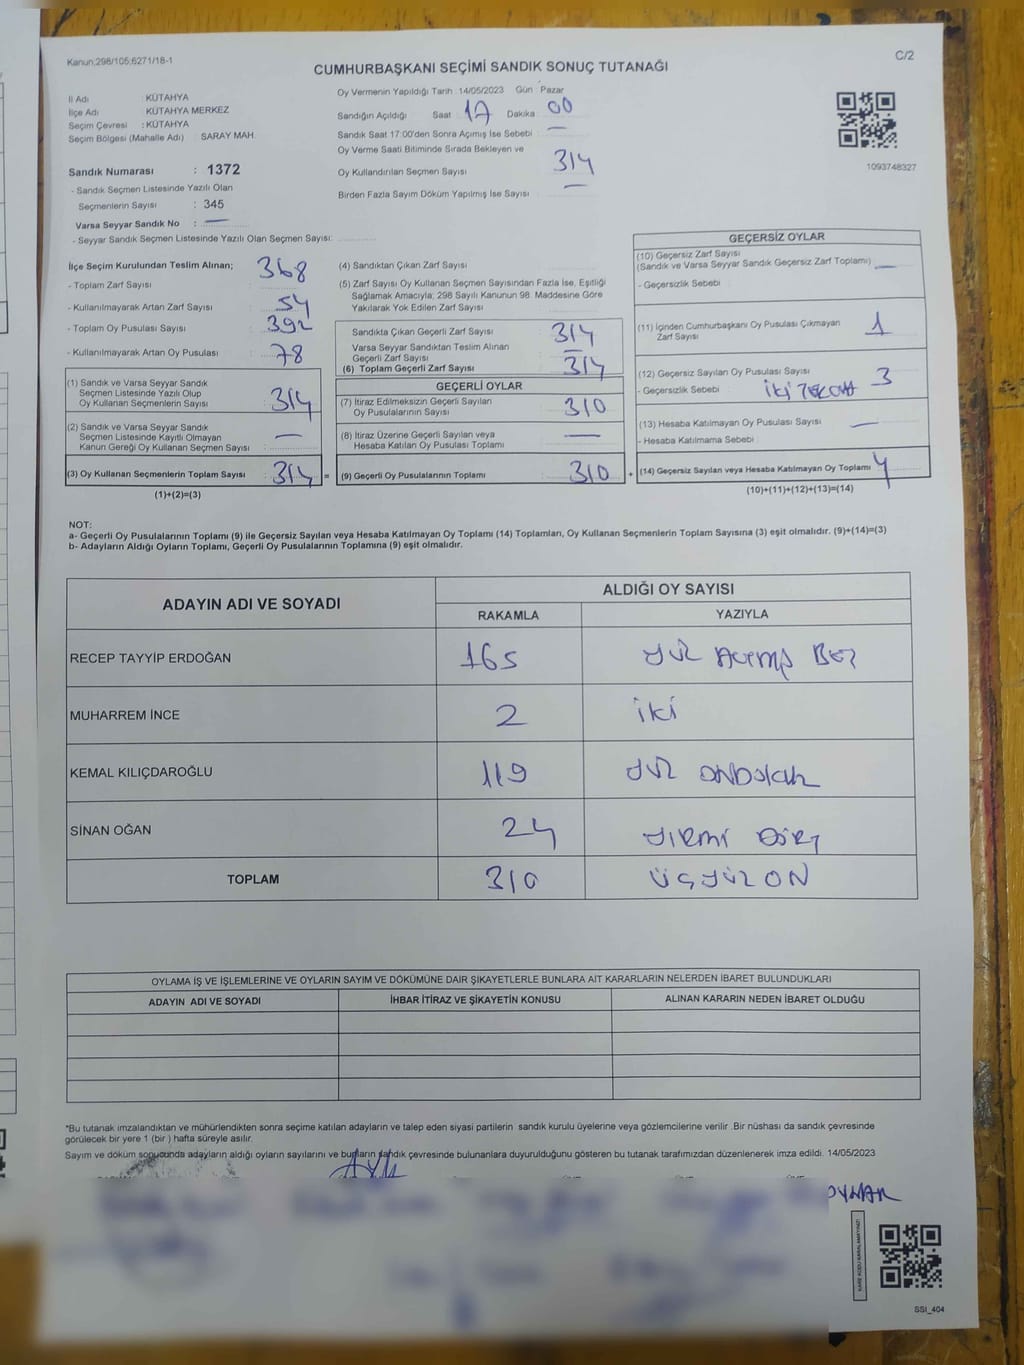 Kanun:298/105;6271/18-1
C/2
CUMHURBAŞKANI SEÇİMİ SANDIK SONUÇ TUTANAĞI
İl Adı : KÜTAHYA
İlçe Adı : KÜTAHYA MERKEZ
Seçim Çevresi : KÜTAHYA
Seçim Bölgesi (Mahalle Adı) : SARAY MAH.
Sandık Numarası : 1372
- Sandık Seçmen Listesinde Yazılı Olan
Seçmenlerin Sayısı : 345
Varsa Seyyar Sandık No : —
- Seyyar Sandık Seçmen Listesinde Yazılı Olan Seçmen Sayısı:
Oy Vermenin Yapıldığı Tarih : 14/05/2023 Gün : Pazar
Sandığın Açıldığı Saat 17 Dakika 00
Sandık Saat 17:00'den Sonra Açımış İse Sebebi —
Oy Verme Saati Bitiminde Sırada Bekleyen ve
Oy Kullandırılan Seçmen Sayısı 314
Birden Fazla Sayım Döküm Yapılmış İse Sayısı —
1093748327
İlçe Seçim Kurulundan Teslim Alınan;
- Toplam Zarf Sayısı 368
- Kullanılmayarak Artan Zarf Sayısı 54
- Toplam Oy Pusulası Sayısı 392
- Kullanılmayarak Artan Oy Pusulası 78
(1) Sandık ve Varsa Seyyar Sandık
Seçmen Listesinde Yazılı Olup
Oy Kullanan Seçmenlerin Sayısı 314
(2) Sandık ve Varsa Seyyar Sandık
Seçmen Listesinde Kayıtlı Olmayan
Kanun Gereği Oy Kullanan Seçmen Sayısı —
(3) Oy Kullanan Seçmenlerin Toplam Sayısı 314 =
(1)+(2)=(3)
(4) Sandıktan Çıkan Zarf Sayısı
(5) Zarf Sayısı Oy Kullanan Seçmen Sayısından Fazla İse, Eşitliği
Sağlamak Amacıyla; 298 Sayılı Kanunun 98. Maddesine Göre
Yakılarak Yok Edilen Zarf Sayısı
Sandıkta Çıkan Geçerli Zarf Sayısı 314
Varsa Seyyar Sandıktan Teslim Alınan
Geçerli Zarf Sayısı —
(6) Toplam Geçerli Zarf Sayısı 314
GEÇERLİ OYLAR
(7) İtiraz Edilmeksizin Geçerli Sayılan
Oy Pusulalarının Sayısı 310
(8) İtiraz Üzerine Geçerli Sayılan veya
Hesaba Katılan Oy Pusulası Toplamı —
(9) Geçerli Oy Pusulalarının Toplamı 310 +
GEÇERSİZ OYLAR
(10) Geçersiz Zarf Sayısı
(Sandık ve Varsa Seyyar Sandık Geçersiz Zarf Toplamı) —
- Geçersizlik Sebebi
(11) İçinden Cumhurbaşkanı Oy Pusulası Çıkmayan
Zarf Sayısı 1
(12) Geçersiz Sayılan Oy Pusulası Sayısı 3
- Geçersizlik Sebebi : İKİ
(13) Hesaba Katılmayan Oy Pusulası Sayısı —
- Hesaba Katılmama Sebebi
(14) Geçersiz Sayılan veya Hesaba Katılmayan Oy Toplamı 4
(10)+(11)+(12)+(13)=(14)
NOT:
a- Geçerli Oy Pusulalarının Toplamı (9) ile Geçersiz Sayılan veya Hesaba Katılmayan Oy Toplamı (14) Toplamları, Oy Kullanan Seçmenlerin Toplam Sayısına (3) eşit olmalıdır. (9)+(14)=(3)
b- Adayların Aldığı Oyların Toplamı, Geçerli Oy Pusulalarının Toplamına (9) eşit olmalıdır.
ADAYIN ADI VE SOYADI
ALDIĞI OY SAYISI
RAKAMLA YAZIYLA
RECEP TAYYİP ERDOĞAN 165 YÜZ ALTMIŞ BEŞ
MUHARREM İNCE 2 İKİ
KEMAL KILIÇDAROĞLU 119 YÜZ ONDOKUZ
SİNAN OĞAN 24 YİRMİ DÖRT
TOPLAM 310 ÜÇYÜZ ON
OYLAMA İŞ VE İŞLEMLERİNE VE OYLARIN SAYIM VE DÖKÜMÜNE DAİR ŞİKAYETLERLE BUNLARA AİT KARARLARIN NELERDEN İBARET BULUNDUKLARI
ADAYIN ADI VE SOYADI İHBAR İTİRAZ VE ŞİKAYETİN KONUSU ALINAN KARARIN NEDEN İBARET OLDUĞU
*Bu tutanak imzalandıktan ve mühürlendikten sonra seçime katılan adayların ve talep eden siyasi partilerin sandık kurulu üyelerine veya gözlemcilerine verilir .Bir nüshası da sandık çevresinde
görülecek bir yere 1 (bir ) hafta süreyle asılır.
Sayım ve döküm sonucunda adayların aldığı oyların sayılarını ve bunların sandık çevresinde bulunanlara duyurulduğunu gösteren bu tutanak tarafımızdan düzenlenerek imza edildi. 14/05/2023
KARE KODU KARALAMAYINIZ!
SSI_404